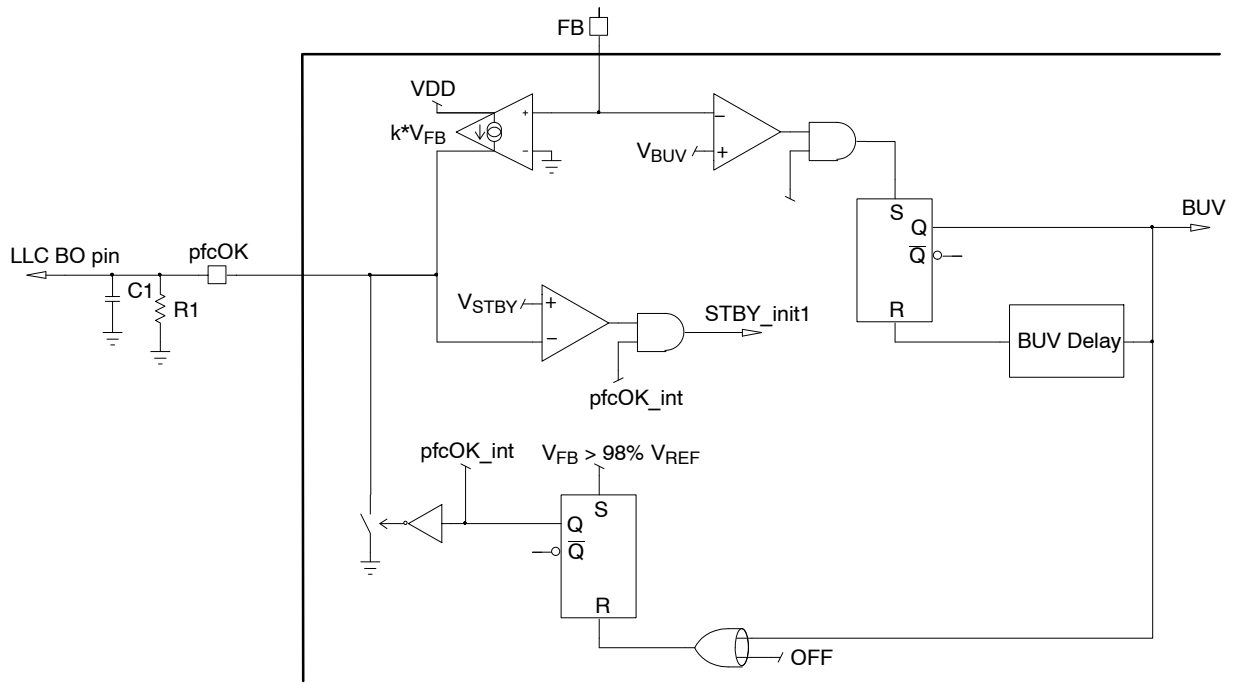 FB
VDD
k*VFB
VBUV
S
Q
Q
R
BUV
LLC BO pin
pfcOK
C1
R1
VSTBY
STBY_init1
pfcOK_int
BUV Delay
pfcOK_int
VFB > 98% VREF
S
Q
Q
R
OFF